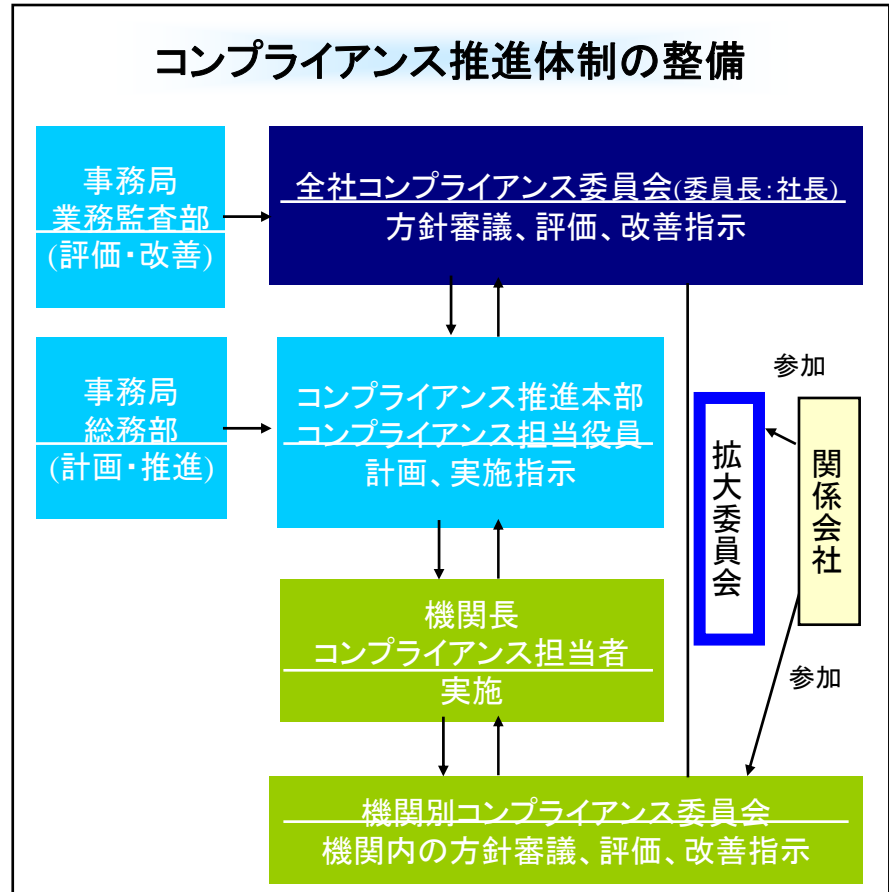 コンプライアンス推進体制の整備
事務局
業務監査部
(評価・改善)
全社コンプライアンス委員会(委員長:社長)
方針審議、評価、改善指示
事務局
総務部
(計画・推進)
コンプライアンス推進本部
コンプライアンス担当役員
計画、実施指示
参加
拡大委員会
関係会社
機関長
コンプライアンス担当者
実施
参加
機関別コンプライアンス委員会
機関内の方針審議、評価、改善指示